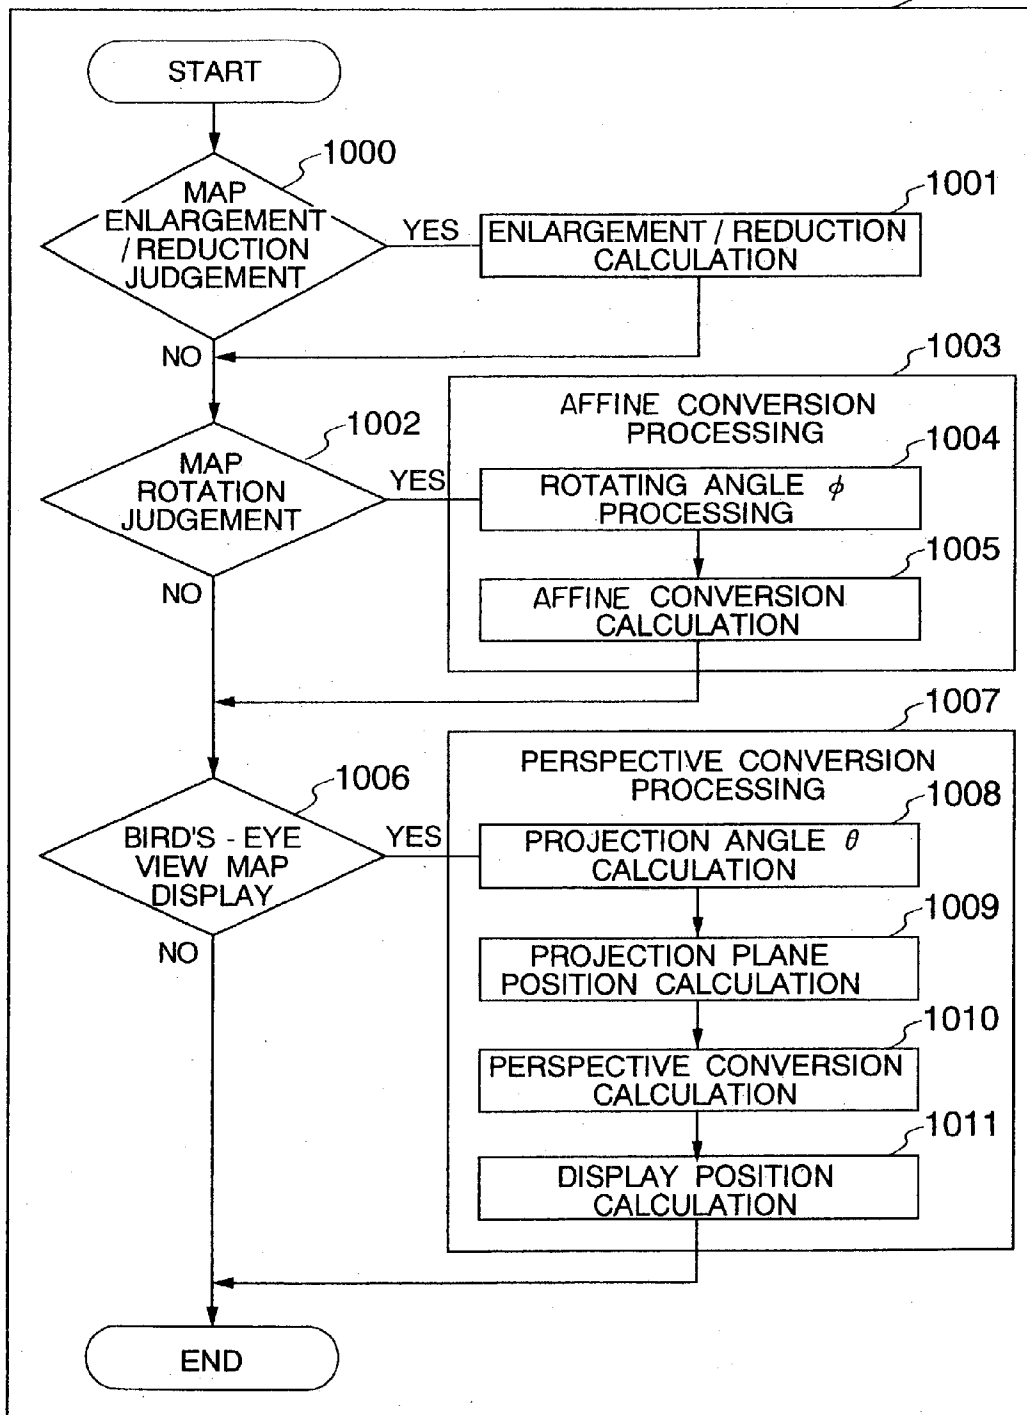 START
1000
MAP
ENLARGEMENT
/ REDUCTION
JUDGEMENT
YES
1001
ENLARGEMENT / REDUCTION
CALCULATION
NO
1002
MAP
ROTATION
JUDGEMENT
YES
1003
AFFINE CONVERSION
PROCESSING
1004
ROTATING ANGLE φ
PROCESSING
1005
AFFINE CONVERSION
CALCULATION
NO
1006
BIRD'S - EYE
VIEW MAP
DISPLAY
YES
1007
PERSPECTIVE CONVERSION
PROCESSING
1008
PROJECTION ANGLE θ
CALCULATION
1009
PROJECTION PLANE
POSITION CALCULATION
1010
PERSPECTIVE CONVERSION
CALCULATION
1011
DISPLAY POSITION
CALCULATION
NO
END